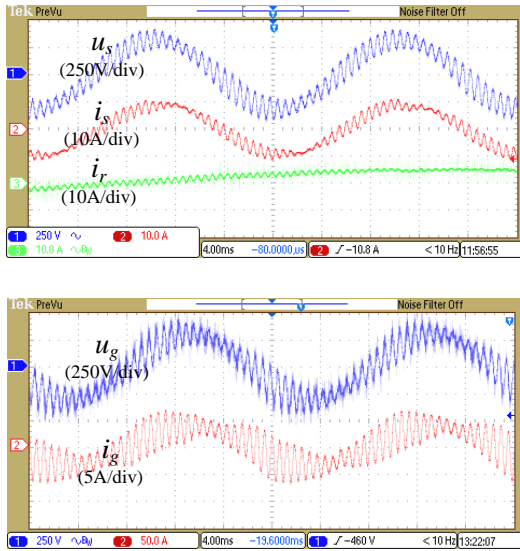 Tek PreVu Noise Filter Off
u_s
(250V/div)
1
i_s
2
(10A/div)
i_r
3
(10A/div)
1 250 V 2 10.0 A
3 10.0 A BW 4.00ms -80.0000µs 2 -10.8 A < 10 Hz 11:56:55
Tek PreVu Noise Filter Off
u_g
1
(250V/div)
2
i_g
(5A/div)
1 250 V BW 2 50.0 A 4.00ms -19.6000ms 1 -460 V < 10 Hz 13:22:07